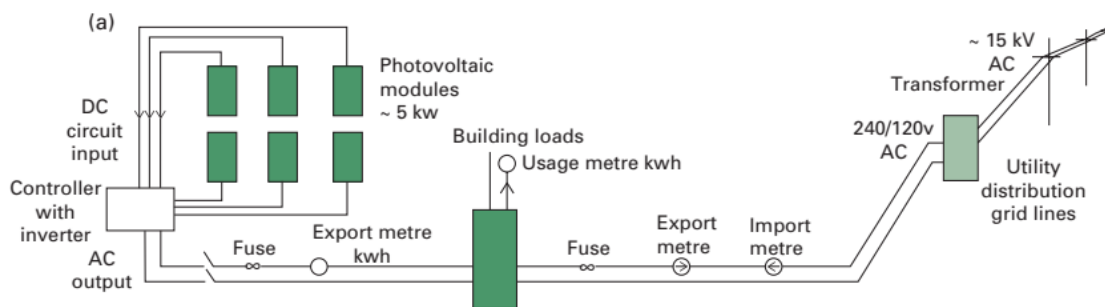 (a)
Photovoltaic
modules
~ 5 kw
DC
circuit
input
Controller
with
inverter
AC
output
Fuse
Export metre
kwh
Building loads
Usage metre kwh
Fuse
Export
metre
Import
metre
240/120v
AC
Transformer
~ 15 kV
AC
Utility
distribution
grid lines